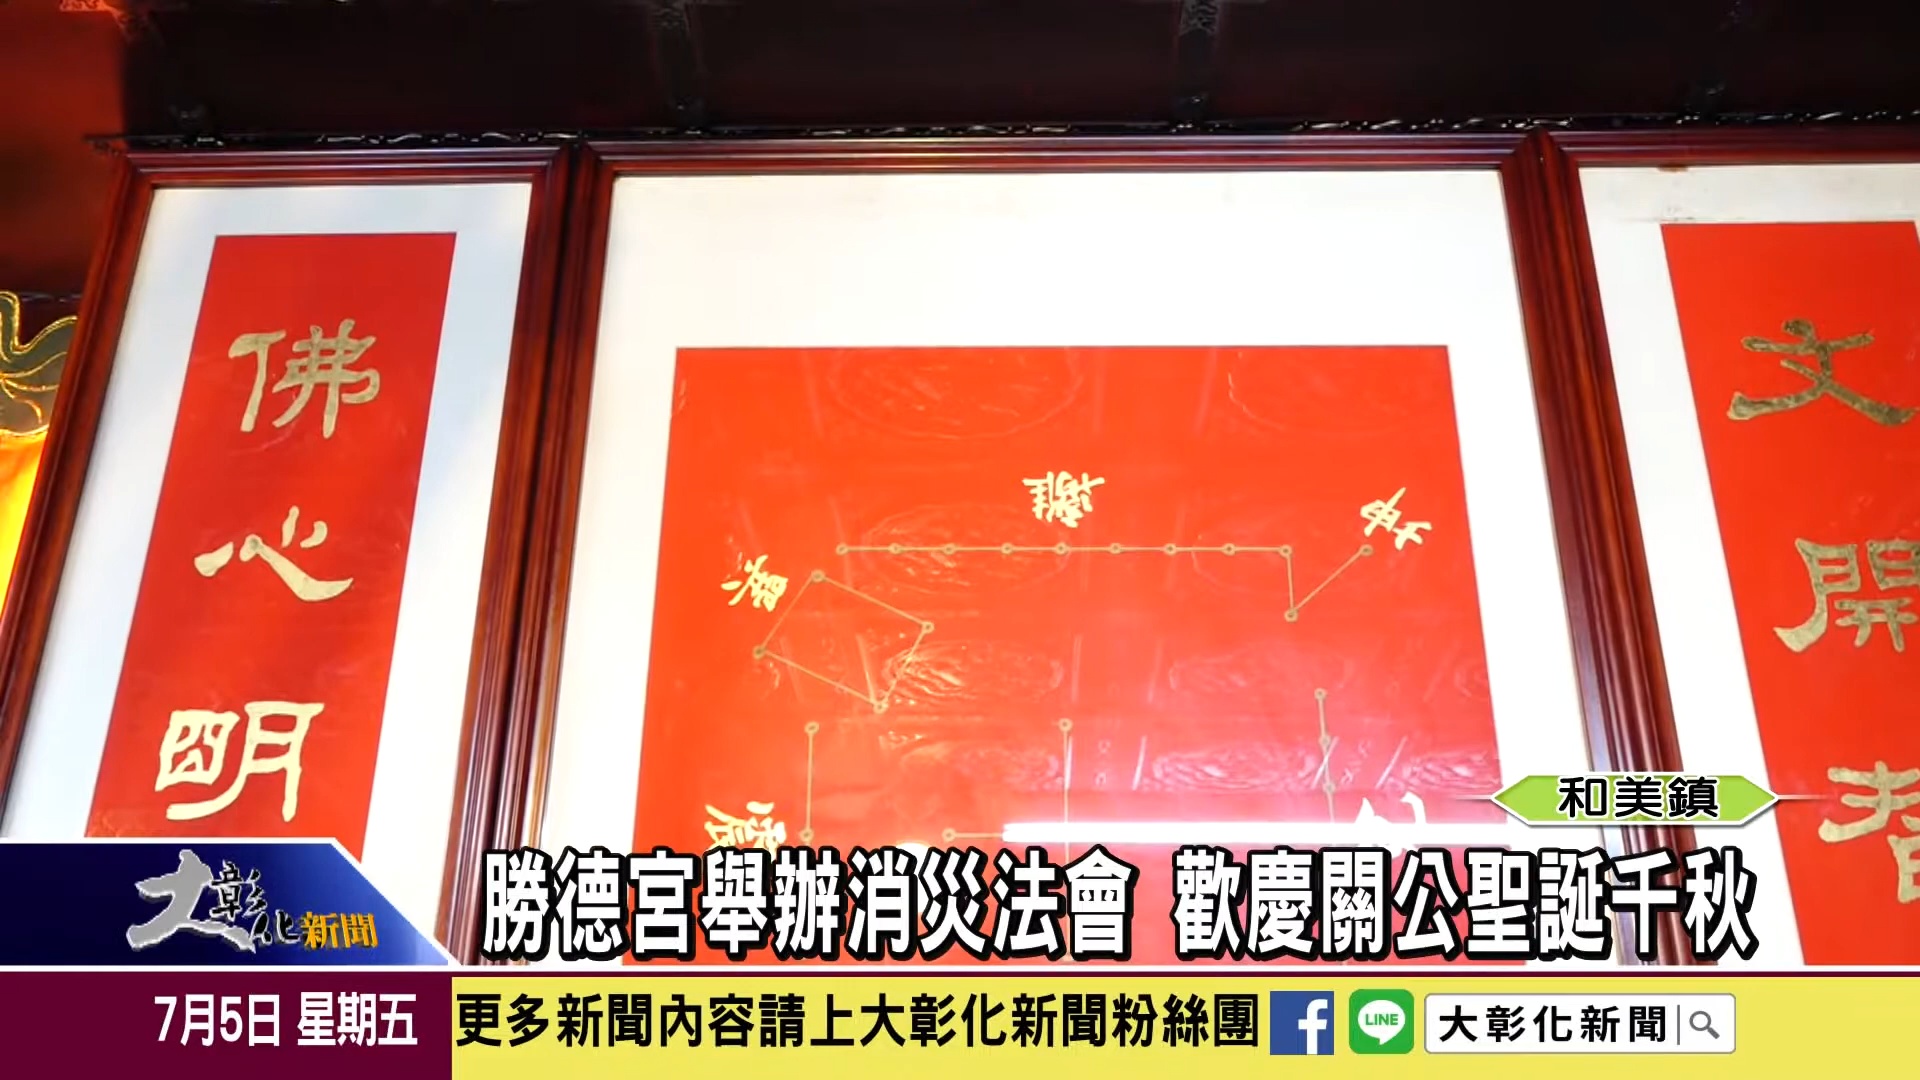 佛心明
文開
和美鎮
勝德宮舉辦消災法會 歡慶關公聖誕千秋
大彰化新聞
7月5日 星期五
更多新聞內容請上大彰化新聞粉絲團
LINE
大彰化新聞